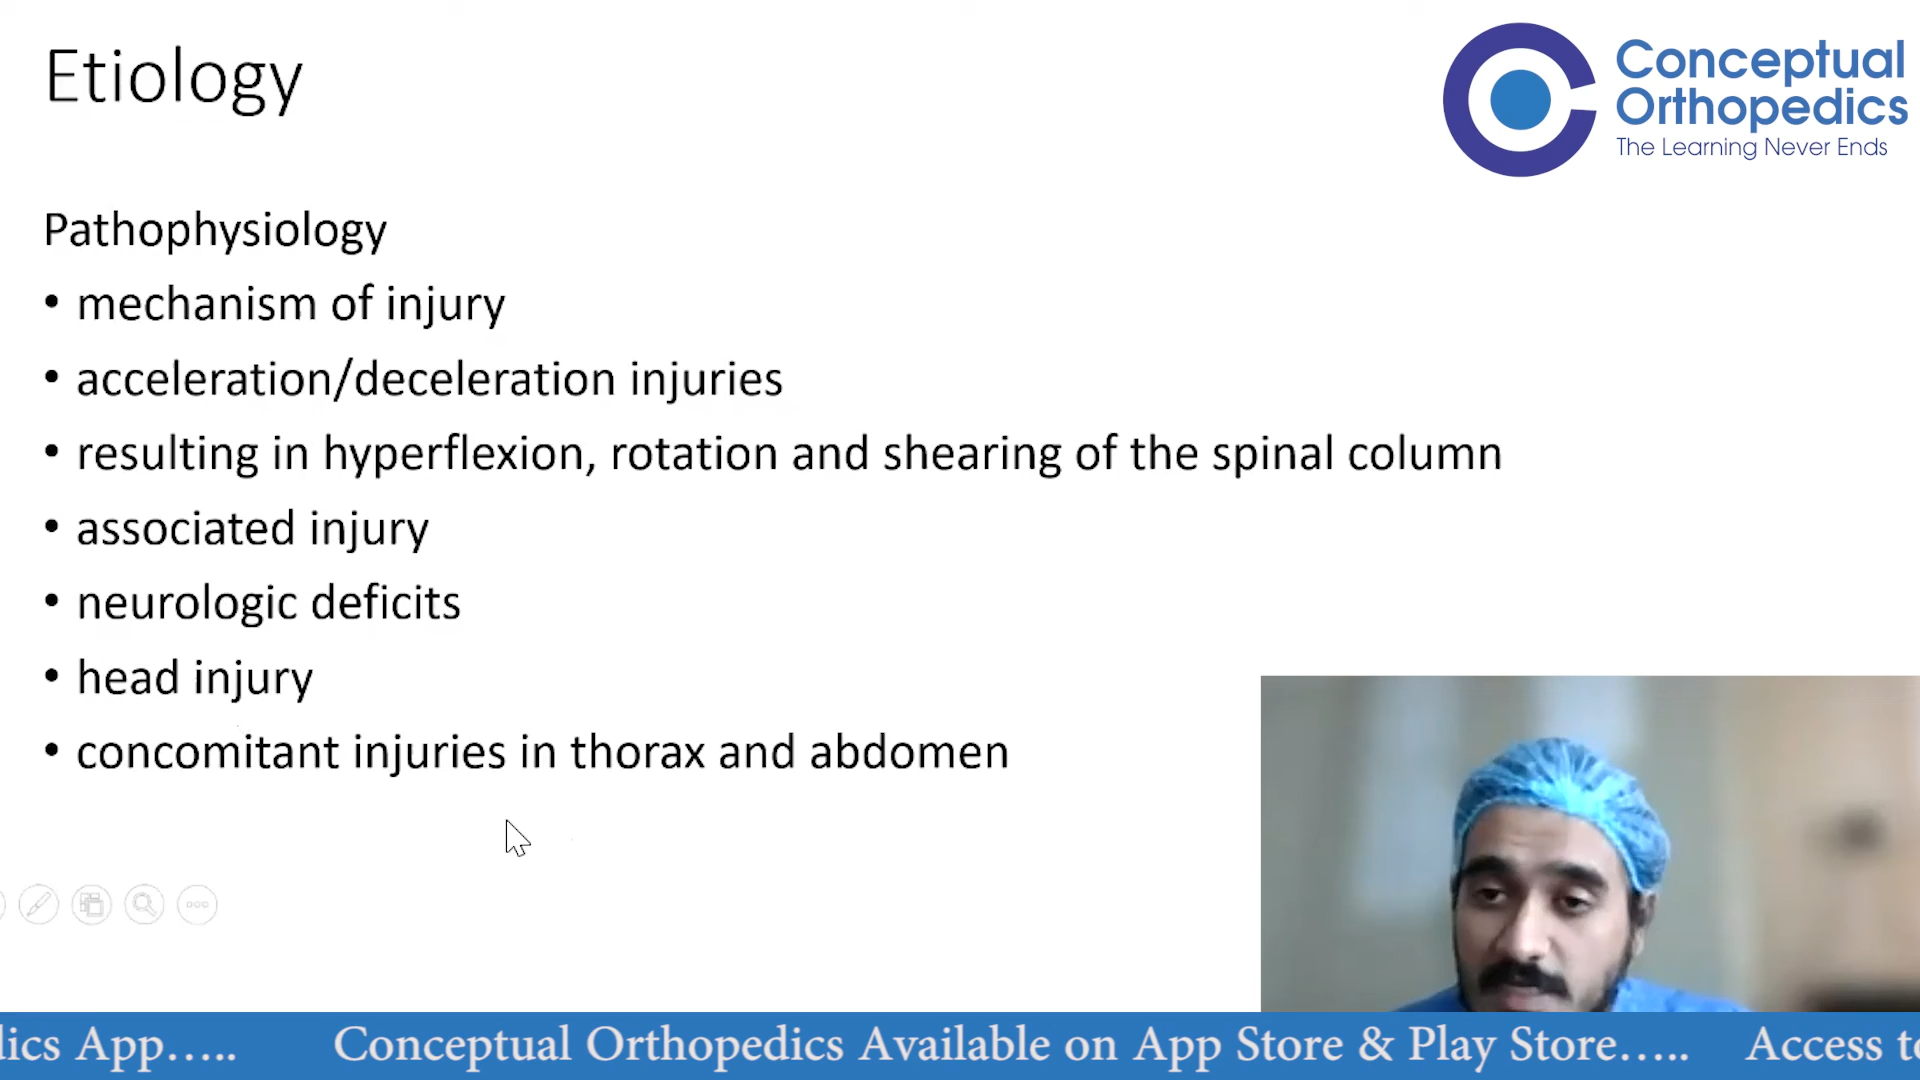 Etiology
Conceptual
Orthopedics
The Learning Never Ends
Pathophysiology
• mechanism of injury
• acceleration/deceleration injuries
• resulting in hyperflexion, rotation and shearing of the spinal column
• associated injury
• neurologic deficits
• head injury
• concomitant injuries in thorax and abdomen
dics App..... Conceptual Orthopedics Available on App Store & Play Store..... Access to